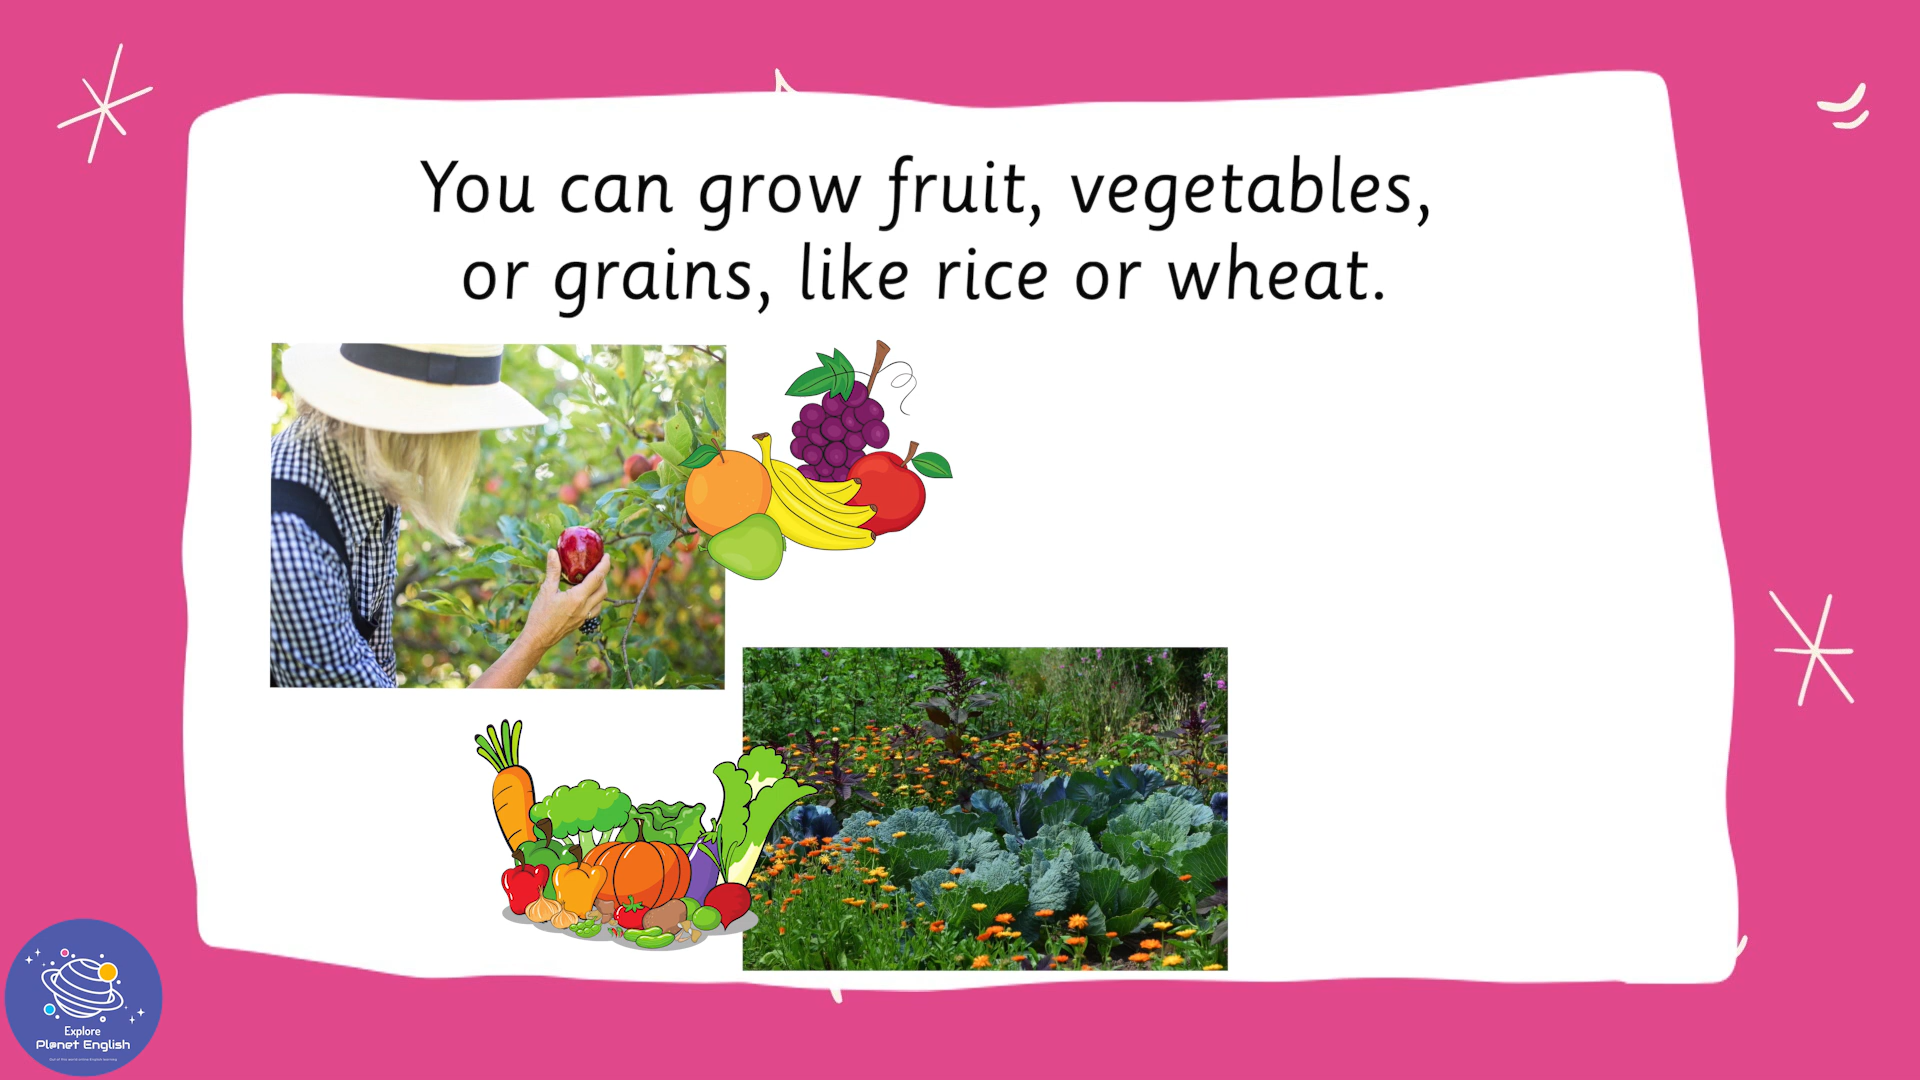 You can grow fruit, vegetables,
or grains, like rice or wheat.
Explore
Planet English